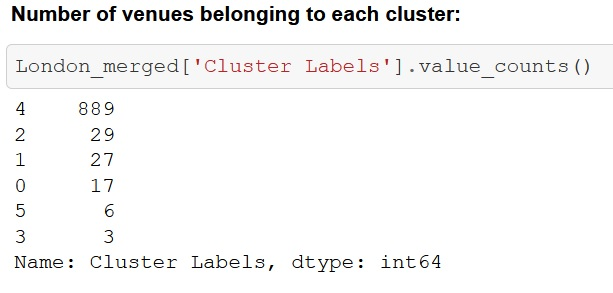 Number of venues belonging to each cluster:
London_merged['Cluster Labels'].value_counts()
4    889
2     29
1     27
0     17
5      6
3      3
Name: Cluster Labels, dtype: int64